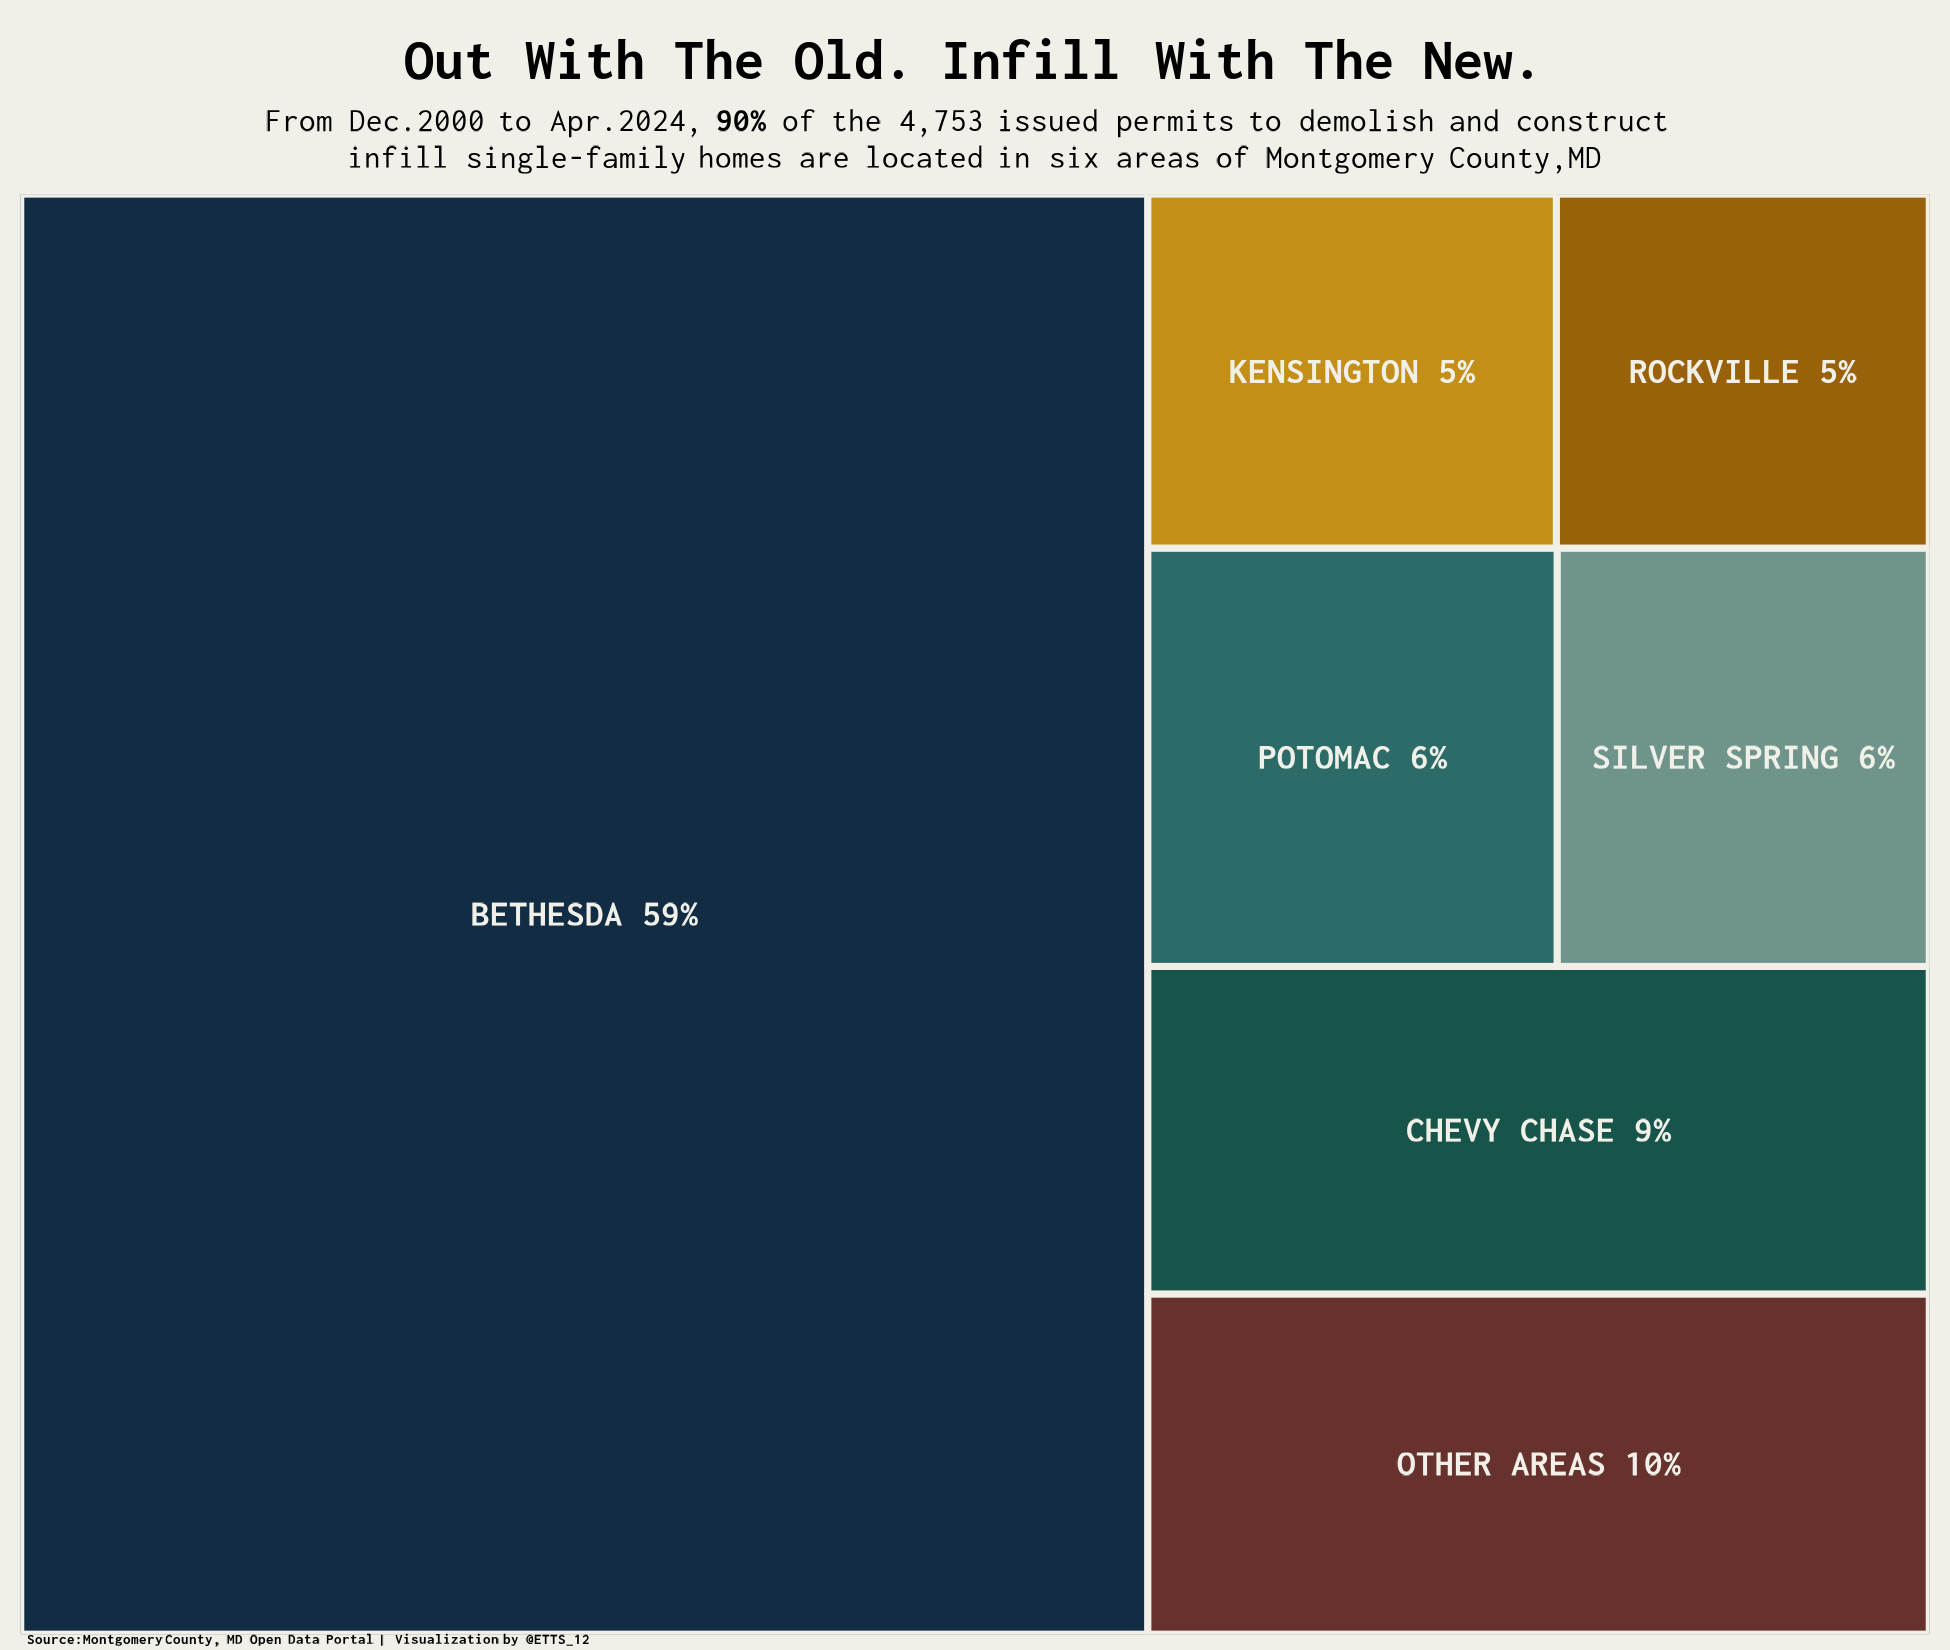 Out With The Old. Infill With The New.
From Dec.2000 to Apr.2024, 90% of the 4,753 issued permits to demolish and construct
infill single-family homes are located in six areas of Montgomery County,MD
KENSINGTON 5%
ROCKVILLE 5%
POTOMAC 6%
SILVER SPRING 6%
BETHESDA 59%
CHEVY CHASE 9%
OTHER AREAS 10%
Source:Montgomery County, MD Open Data Portal | Visualization by @ETTS_12